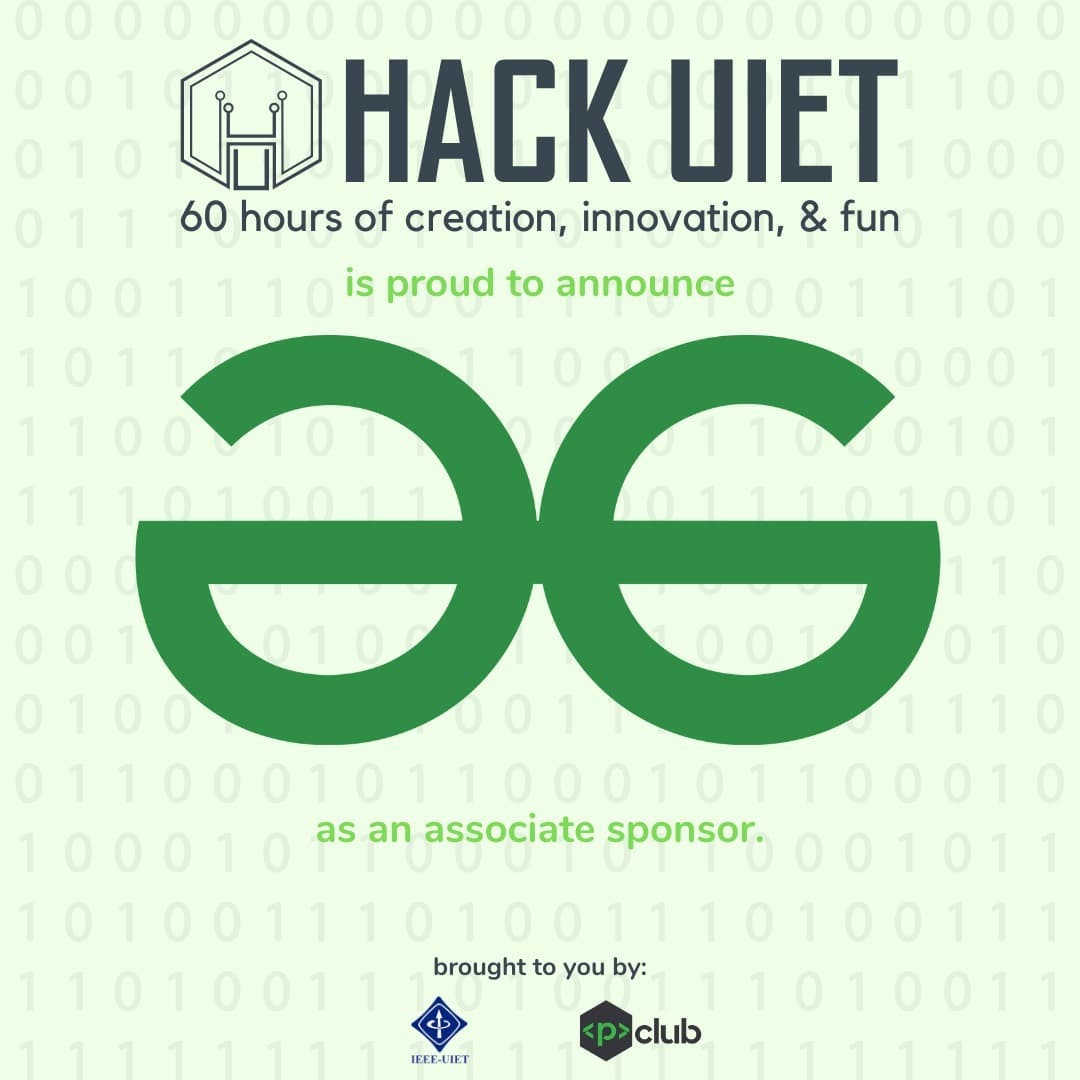 HACK UIET
60 hours of creation, innovation, & fun
is proud to announce
as an associate sponsor.
brought to you by:
IEEE-UIET
<p>club